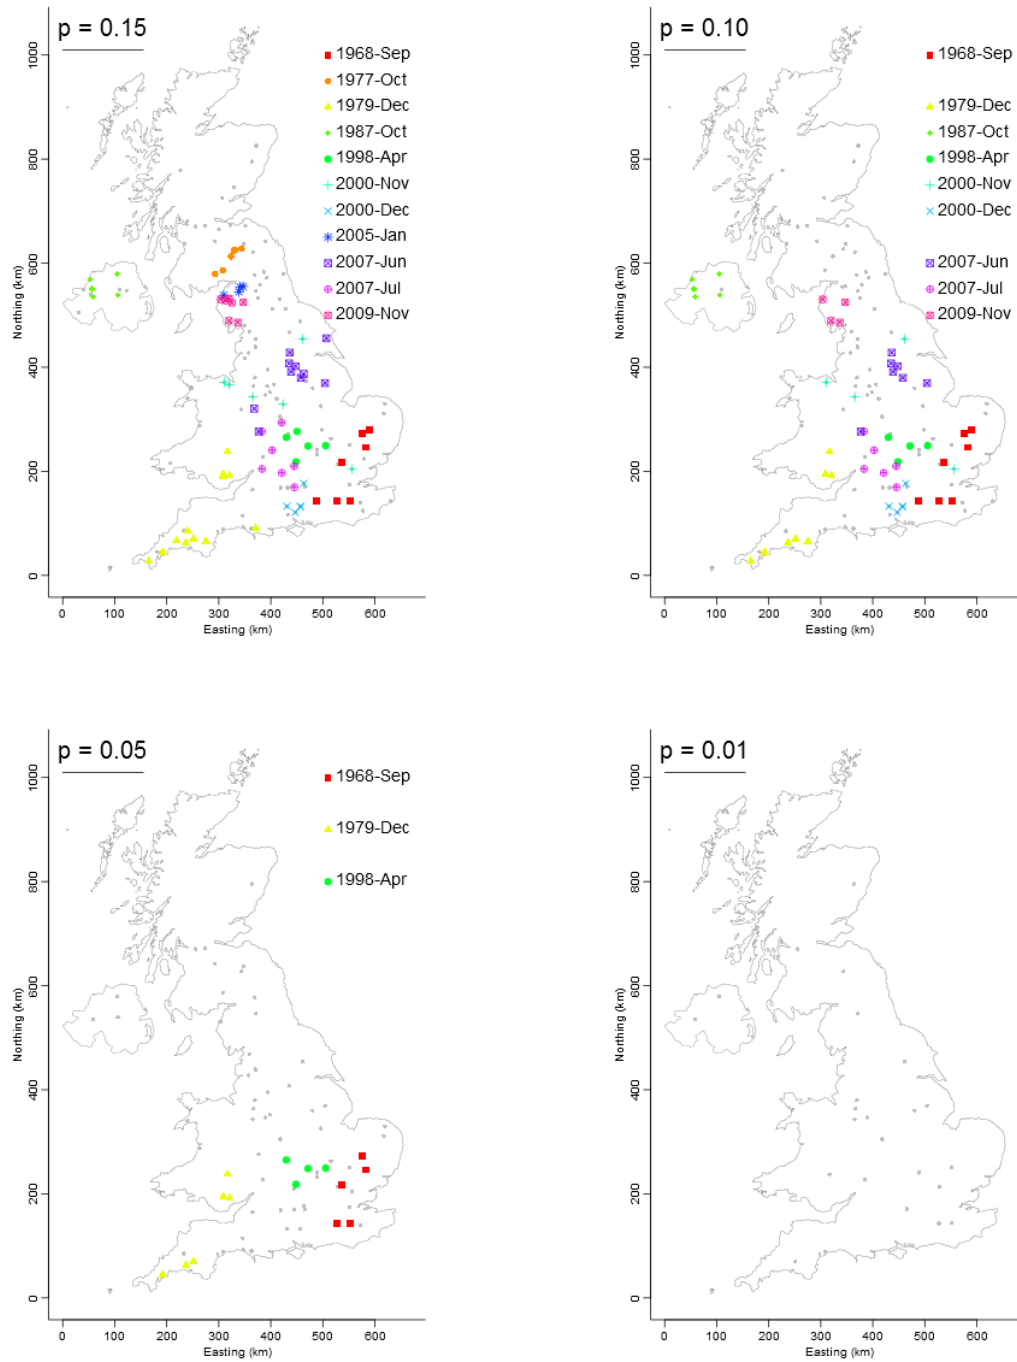 p = 0.15
1968-Sep
1977-Oct
1979-Dec
1987-Oct
1998-Apr
2000-Nov
2000-Dec
2005-Jan
2007-Jun
2007-Jul
2009-Nov
Northing (km)
0 200 400 600 800 1000
0 100 200 300 400 500 600
Easting (km)
p = 0.10
1968-Sep
1979-Dec
1987-Oct
1998-Apr
2000-Nov
2000-Dec
2007-Jun
2007-Jul
2009-Nov
Northing (km)
0 200 400 600 800 1000
0 100 200 300 400 500 600
Easting (km)
p = 0.05
1968-Sep
1979-Dec
1998-Apr
Northing (km)
0 200 400 600 800 1000
0 100 200 300 400 500 600
Easting (km)
p = 0.01
Northing (km)
0 200 400 600 800 1000
0 100 200 300 400 500 600
Easting (km)